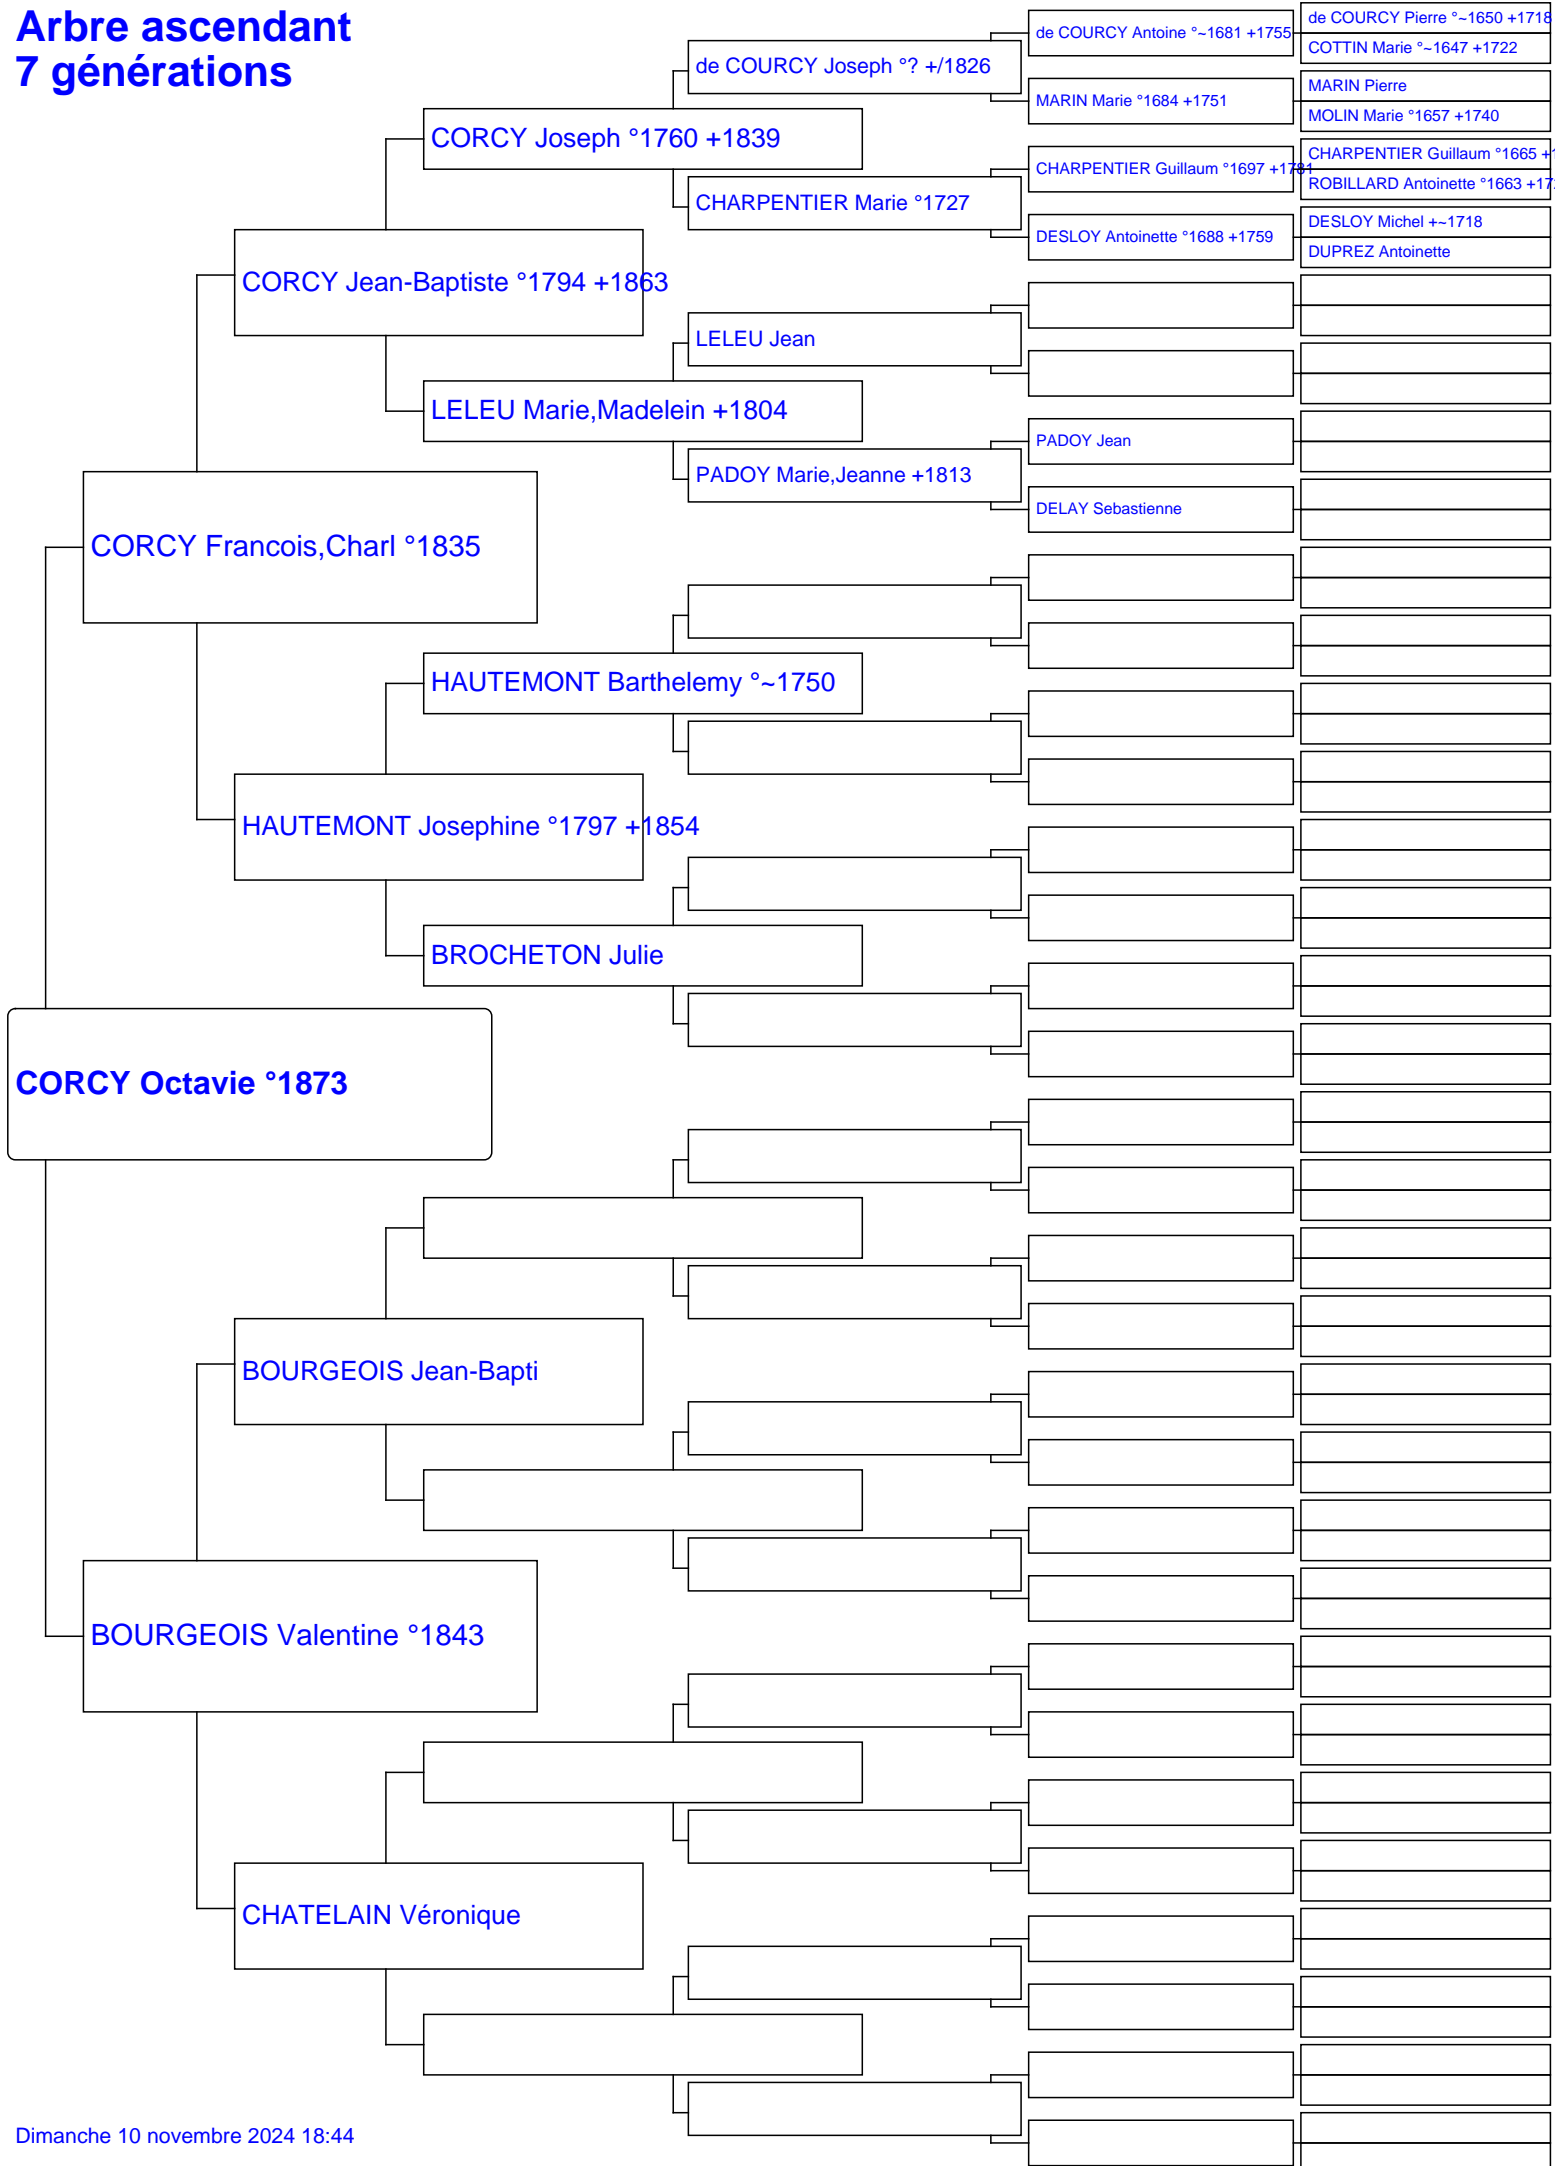 Arbre ascendant
7 générations
de COURCY Pierre °~1650 +1718
de COURCY Antoine °~1681 +1755
COTTIN Marie °~1647 +1722
de COURCY Joseph °? +/1826
MARIN Pierre
MARIN Marie °1684 +1751
MOLIN Marie °1657 +1740
CORCY Joseph °1760 +1839
CHARPENTIER Guillaum °1665 +1
CHARPENTIER Guillaum °1697 +1781
ROBILLARD Antoinette °1663 +17
CHARPENTIER Marie °1727
DESLOY Michel +~1718
DESLOY Antoinette °1688 +1759
DUPREZ Antoinette
CORCY Jean-Baptiste °1794 +1863
LELEU Jean
LELEU Marie,Madelein +1804
PADOY Jean
PADOY Marie,Jeanne +1813
DELAY Sebastienne
CORCY Francois,Charl °1835
HAUTEMONT Barthelemy °~1750
HAUTEMONT Josephine °1797 +1854
BROCHETON Julie
CORCY Octavie °1873
BOURGEOIS Jean-Bapti
BOURGEOIS Valentine °1843
CHATELAIN Véronique
Dimanche 10 novembre 2024 18:44